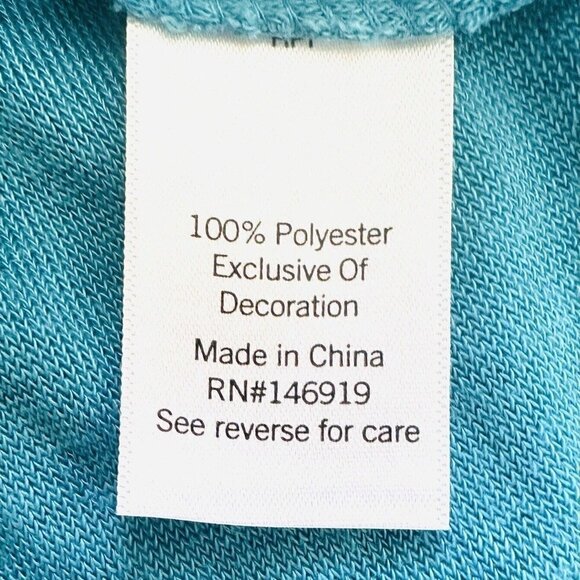 100% Polyester
Exclusive Of
Decoration
Made in China
RN#146919
See reverse for care